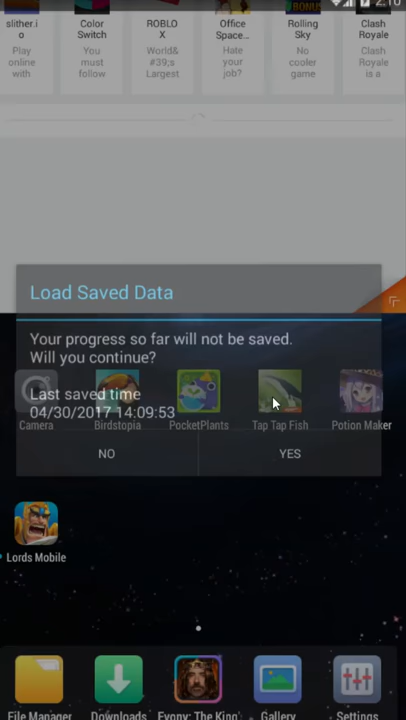 2:10
slither.i
o
Color
Switch
ROBLO
X
Office
Space...
Rolling
Sky
Clash
Royale
Play
online
with
You
must
follow
World&
#39;s
Largest
Hate
your
job?
No
cooler
game
Clash
Royale
is a
BONUS
Load Saved Data
Your progress so far will not be saved.
Will you continue?
Last saved time
04/30/2017 14:09:53
Camera
Birdstopia
PocketPlants
Tap Tap Fish
Potion Maker
NO
YES
Lords Mobile
File Manager
Downloads
Evony: The King'
Gallery
Settings